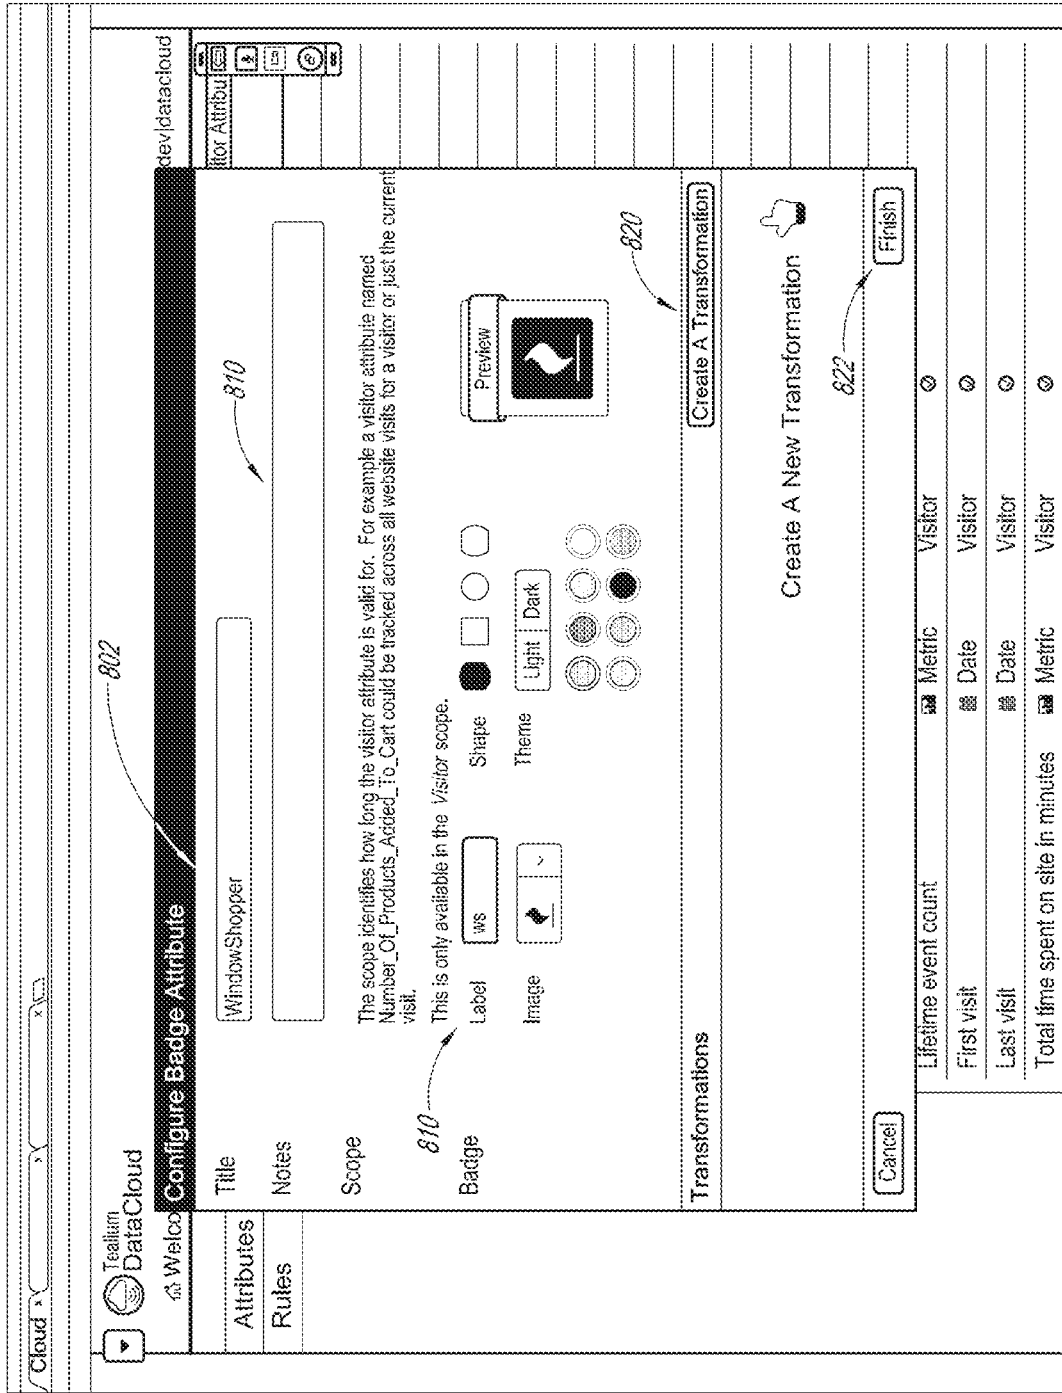 Cloud x
x
x
Tealium
DataCloud
Welco
dev|datacloud
Configure Badge Attribute
802
Attributes
Rules
itor Attribu
Title
WindowShopper
Notes
810
Scope
The scope identifies how long the visitor attribute is valid for. For example a visitor attribute named
Number_Of_Products_Added_To_Cart could be tracked across all website visits for a visitor or just the current
visit.
810
This is only available in the Visitor scope.
Badge
Label
ws
Shape
Preview
Image
Theme
Light
Dark
820
Transformations
Create A Transformation
Create A New Transformation
822
Cancel
Finish
Lifetime event count
Metric
Visitor
First visit
Date
Visitor
Last visit
Date
Visitor
Total time spent on site in minutes
Metric
Visitor